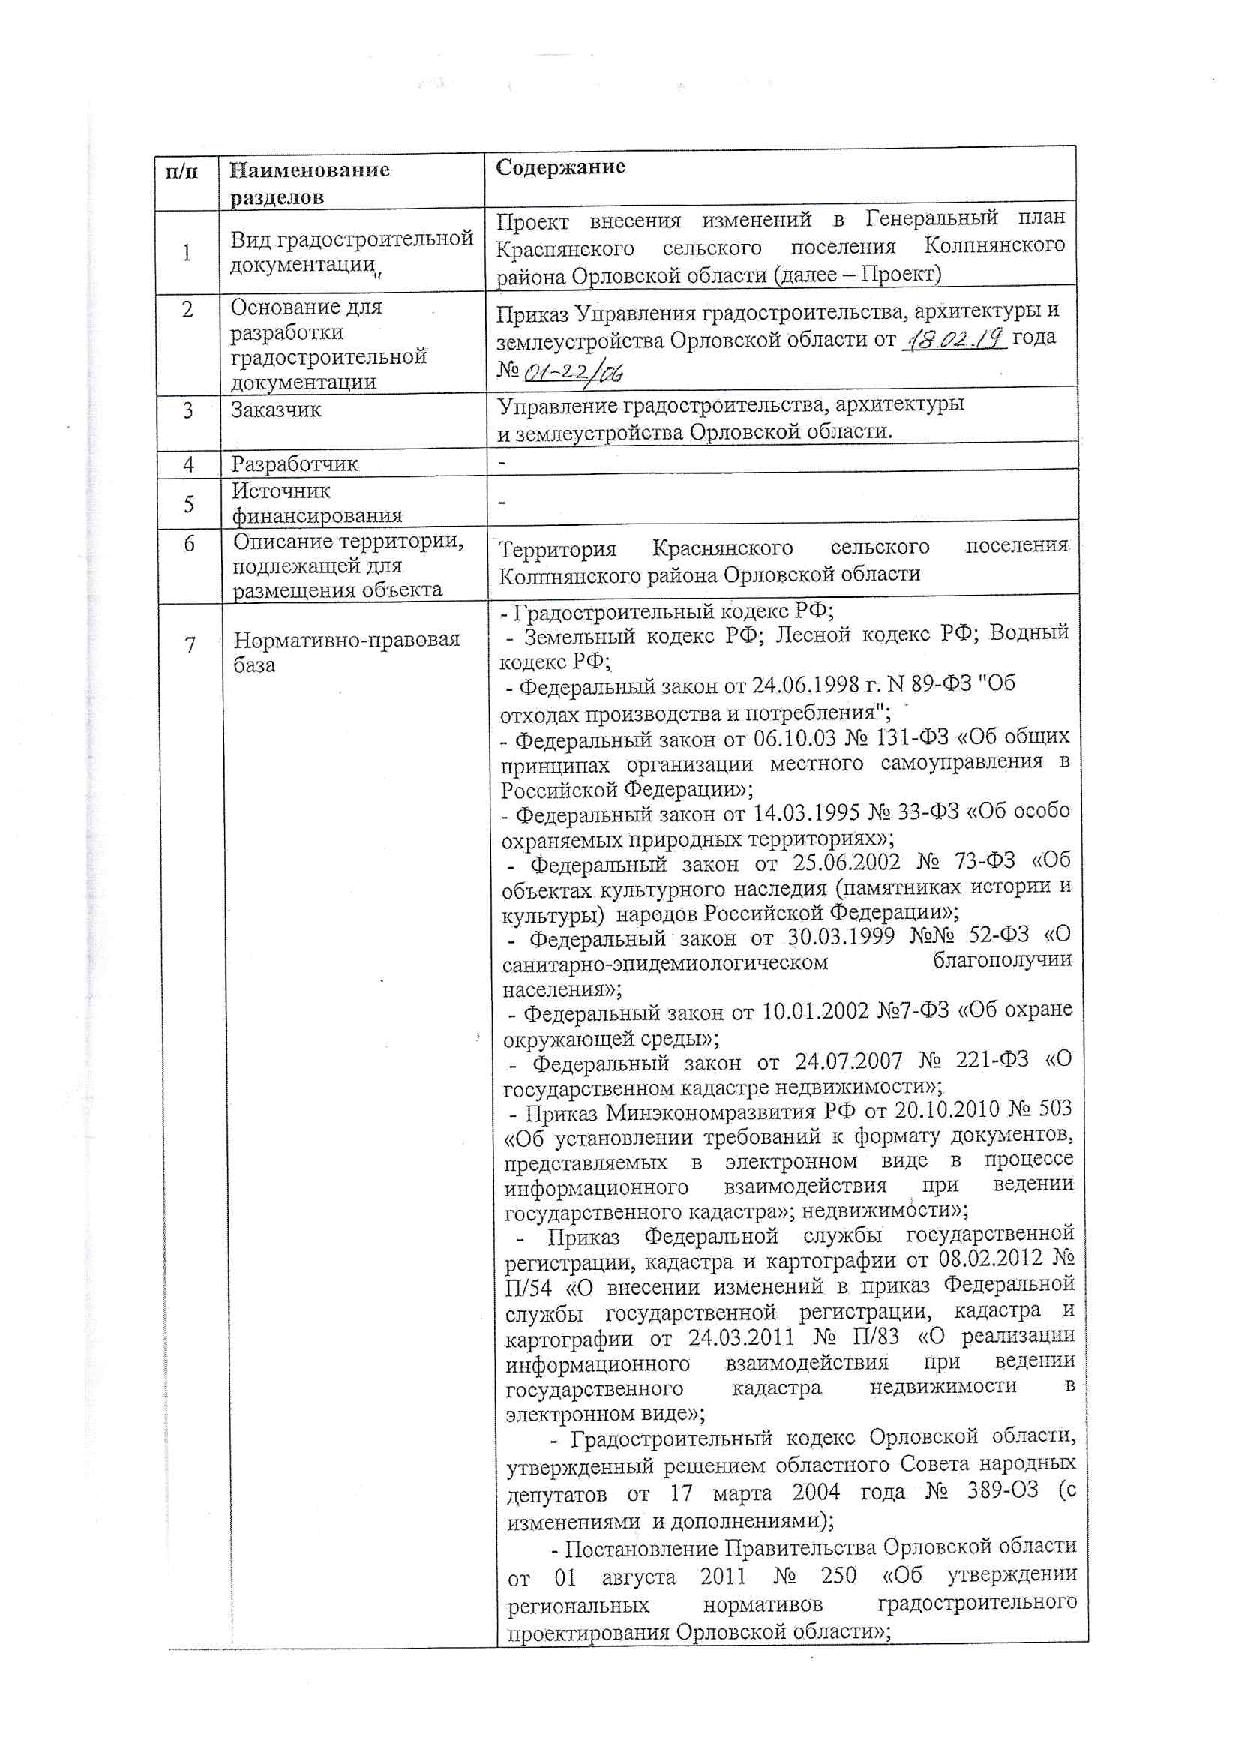 п/п
Наименование
разделов
Содержание
1
Вид градостроительной
документации
Проект внесения изменений в Генеральный план
Краснянского сельского поселения Колпнянского
района Орловской области (далее – Проект)
2
Основание для
разработки
градостроительной
документации
Приказ Управления градостроительства, архитектуры и
землеустройства Орловской области от 18.02.19 года
№ 01-22/06
3
Заказчик
Управление градостроительства, архитектуры
и землеустройства Орловской области.
4
Разработчик
-
5
Источник
финансирования
-
6
Описание территории,
подлежащей для
размещения объекта
Территория Краснянского сельского поселения
Колпнянского района Орловской области
7
Нормативно-правовая
база
- Градостроительный кодекс РФ;
- Земельный кодекс РФ; Лесной кодекс РФ; Водный
кодекс РФ;
- Федеральный закон от 24.06.1998 г. N 89-ФЗ "Об
отходах производства и потребления";
- Федеральный закон от 06.10.03 № 131-ФЗ «Об общих
принципах организации местного самоуправления в
Российской Федерации»;
- Федеральный закон от 14.03.1995 № 33-ФЗ «Об особо
охраняемых природных территориях»;
- Федеральный закон от 25.06.2002 № 73-ФЗ «Об
объектах культурного наследия (памятниках истории и
культуры) народов Российской Федерации»;
- Федеральный закон от 30.03.1999 №№ 52-ФЗ «О
санитарно-эпидемиологическом благополучии
населения»;
- Федеральный закон от 10.01.2002 №7-ФЗ «Об охране
окружающей среды»;
- Федеральный закон от 24.07.2007 № 221-ФЗ «О
государственном кадастре недвижимости»;
- Приказ Минэкономразвития РФ от 20.10.2010 № 503
«Об установлении требований к формату документов,
представляемых в электронном виде в процессе
информационного взаимодействия при ведении
государственного кадастра»; недвижимости»;
- Приказ Федеральной службы государственной
регистрации, кадастра и картографии от 08.02.2012 №
П/54 «О внесении изменений в приказ Федеральной
службы государственной регистрации, кадастра и
картографии от 24.03.2011 № П/83 «О реализации
информационного взаимодействия при ведении
государственного кадастра недвижимости в
электронном виде»;
- Градостроительный кодекс Орловской области,
утвержденный решением областного Совета народных
депутатов от 17 марта 2004 года № 389-ОЗ (с
изменениями и дополнениями);
- Постановление Правительства Орловской области
от 01 августа 2011 № 250 «Об утверждении
региональных нормативов градостроительного
проектирования Орловской области»;